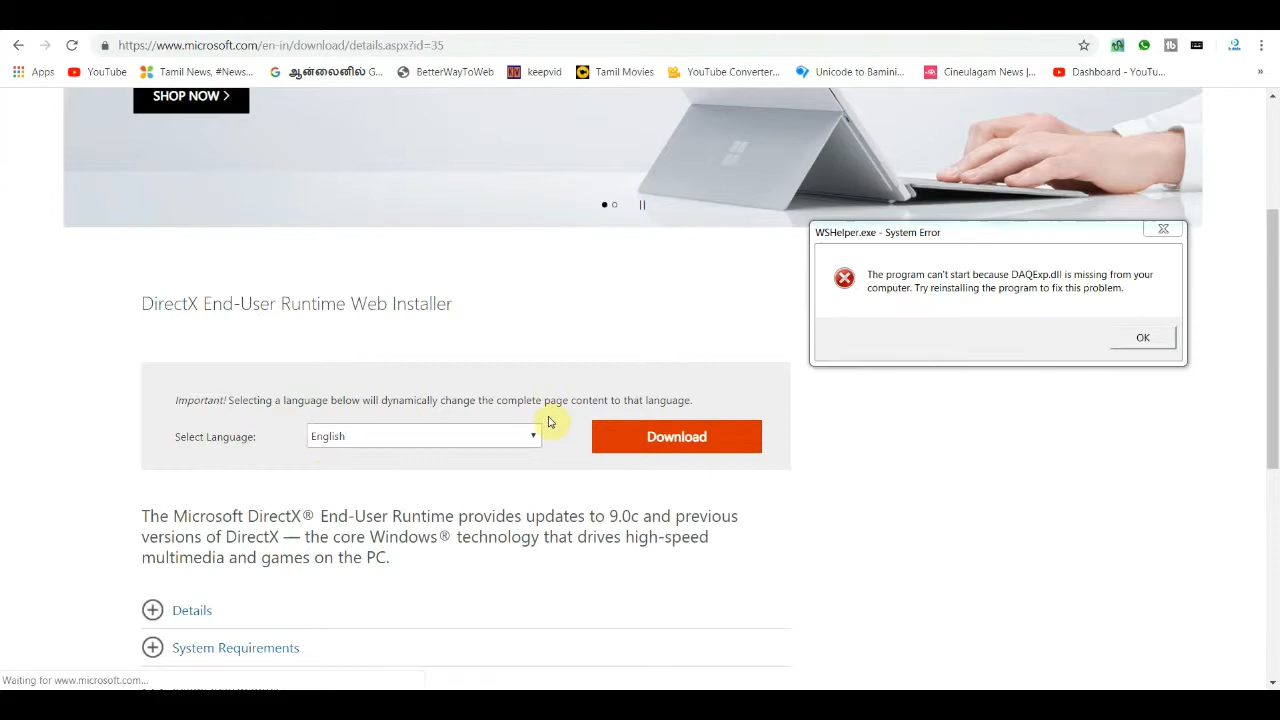 https://www.microsoft.com/en-in/download/details.aspx?id=35
Apps
YouTube
Tamil News, #News...
ஆன்லைனில் G...
BetterWayToWeb
keepvid
Tamil Movies
YouTube Converter...
Unicore to Bamini...
Cineulagam News |...
Dashboard - YouTu...
»
SHOP NOW >
WSHelper.exe - System Error
The program can't start because DAQExp.dll is missing from your
computer. Try reinstalling the program to fix this problem.
OK
DirectX End-User Runtime Web Installer
Important! Selecting a language below will dynamically change the complete page content to that language.
Select Language:
English
Download
The Microsoft DirectX® End-User Runtime provides updates to 9.0c and previous
versions of DirectX — the core Windows® technology that drives high-speed
multimedia and games on the PC.
Details
System Requirements
Waiting for www.microsoft.com...